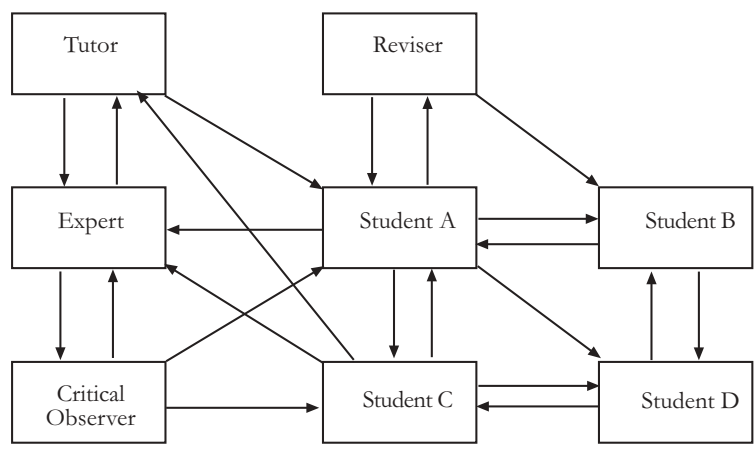 Tutor
Reviser
Expert
Student A
Student B
Critical
Observer
Student C
Student D